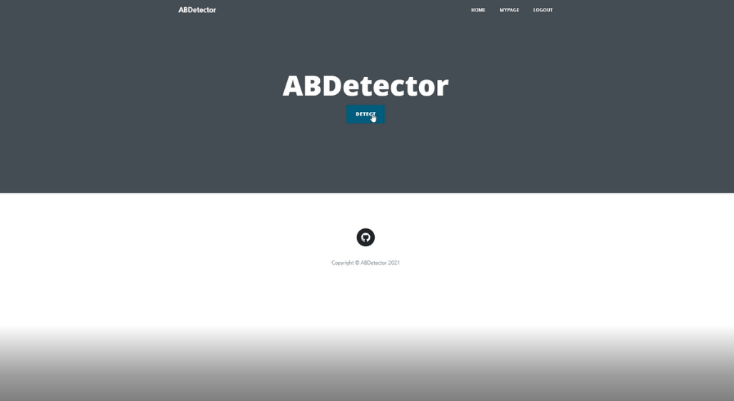 ABDetector
HOME MYPAGE LOGOUT
ABDetector
DETECT
Copyright © ABDetector 2021